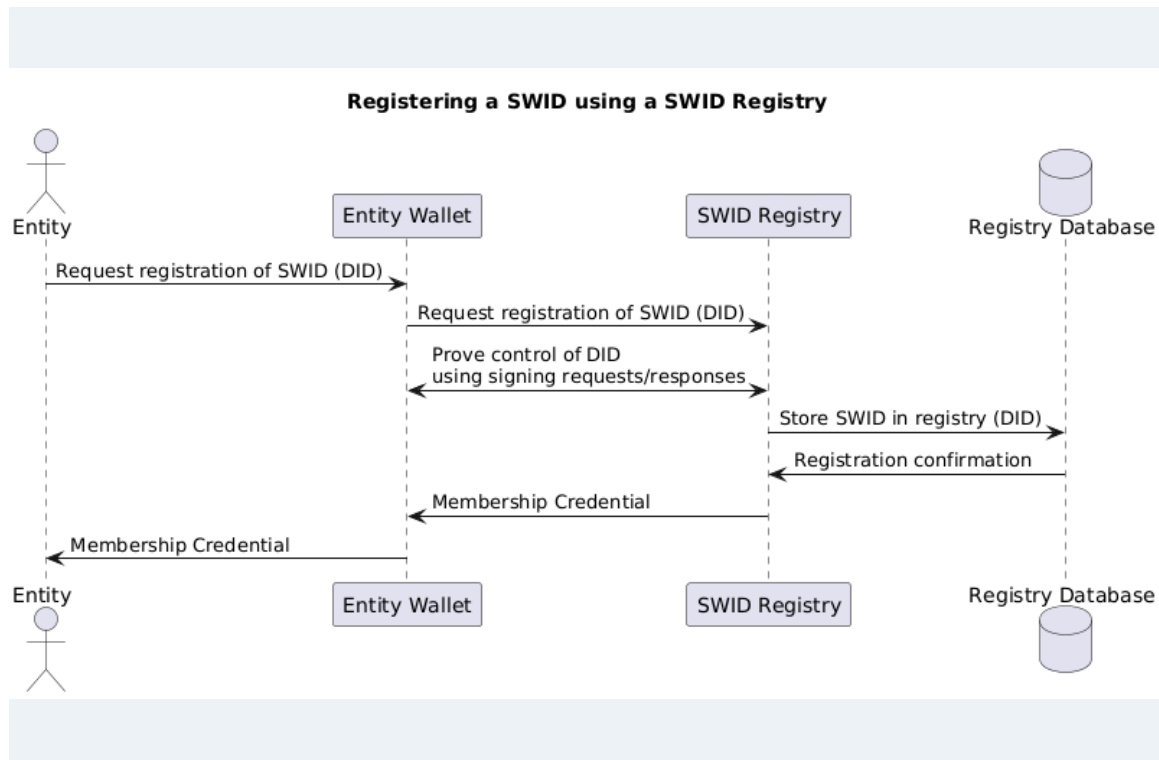 Registering a SWID using a SWID Registry
Entity
Entity Wallet
SWID Registry
Registry Database
Request registration of SWID (DID)
Request registration of SWID (DID)
Prove control of DID
using signing requests/responses
Store SWID in registry (DID)
Registration confirmation
Membership Credential
Membership Credential
Entity
Entity Wallet
SWID Registry
Registry Database